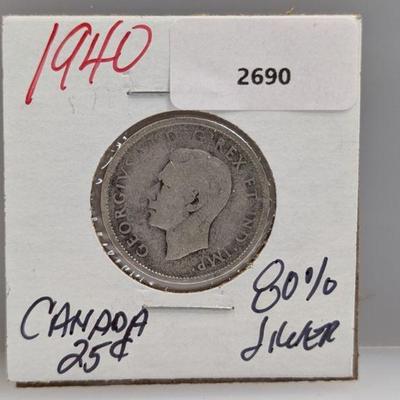 1940
2690
GEORGIVS VI D:G:REX ET IND:IMP:
CANADA
25¢
80%
SILVER